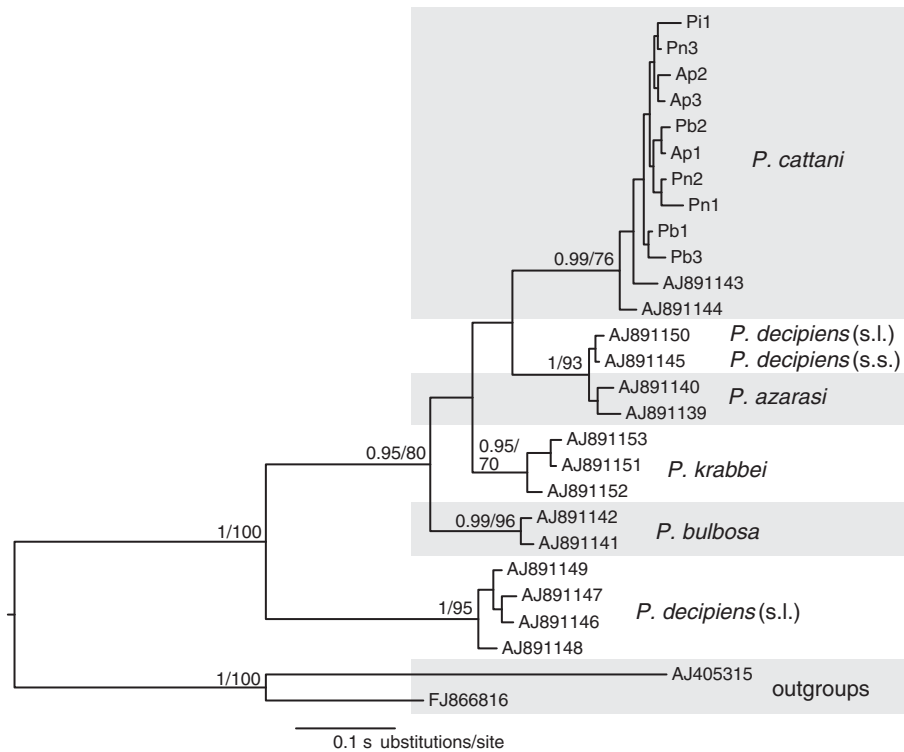 Pi1
Pn3
Ap2
Ap3
Pb2
Ap1
P. cattani
Pn2
Pn1
Pb1
Pb3
0.99/76
AJ891143
AJ891144
AJ891150 P. decipiens (s.l.)
AJ891145 P. decipiens (s.s.)
1/93
AJ891140
P. azarasi
AJ891139
0.95/
70
AJ891153
0.95/80
AJ891151
P. krabbei
AJ891152
0.99/96
AJ891142
P. bulbosa
AJ891141
1/100
AJ891149
AJ891147
1/95
P. decipiens (s.l.)
AJ891146
AJ891148
1/100
AJ405315
outgroups
FJ866816
0.1 s ubstitutions/site